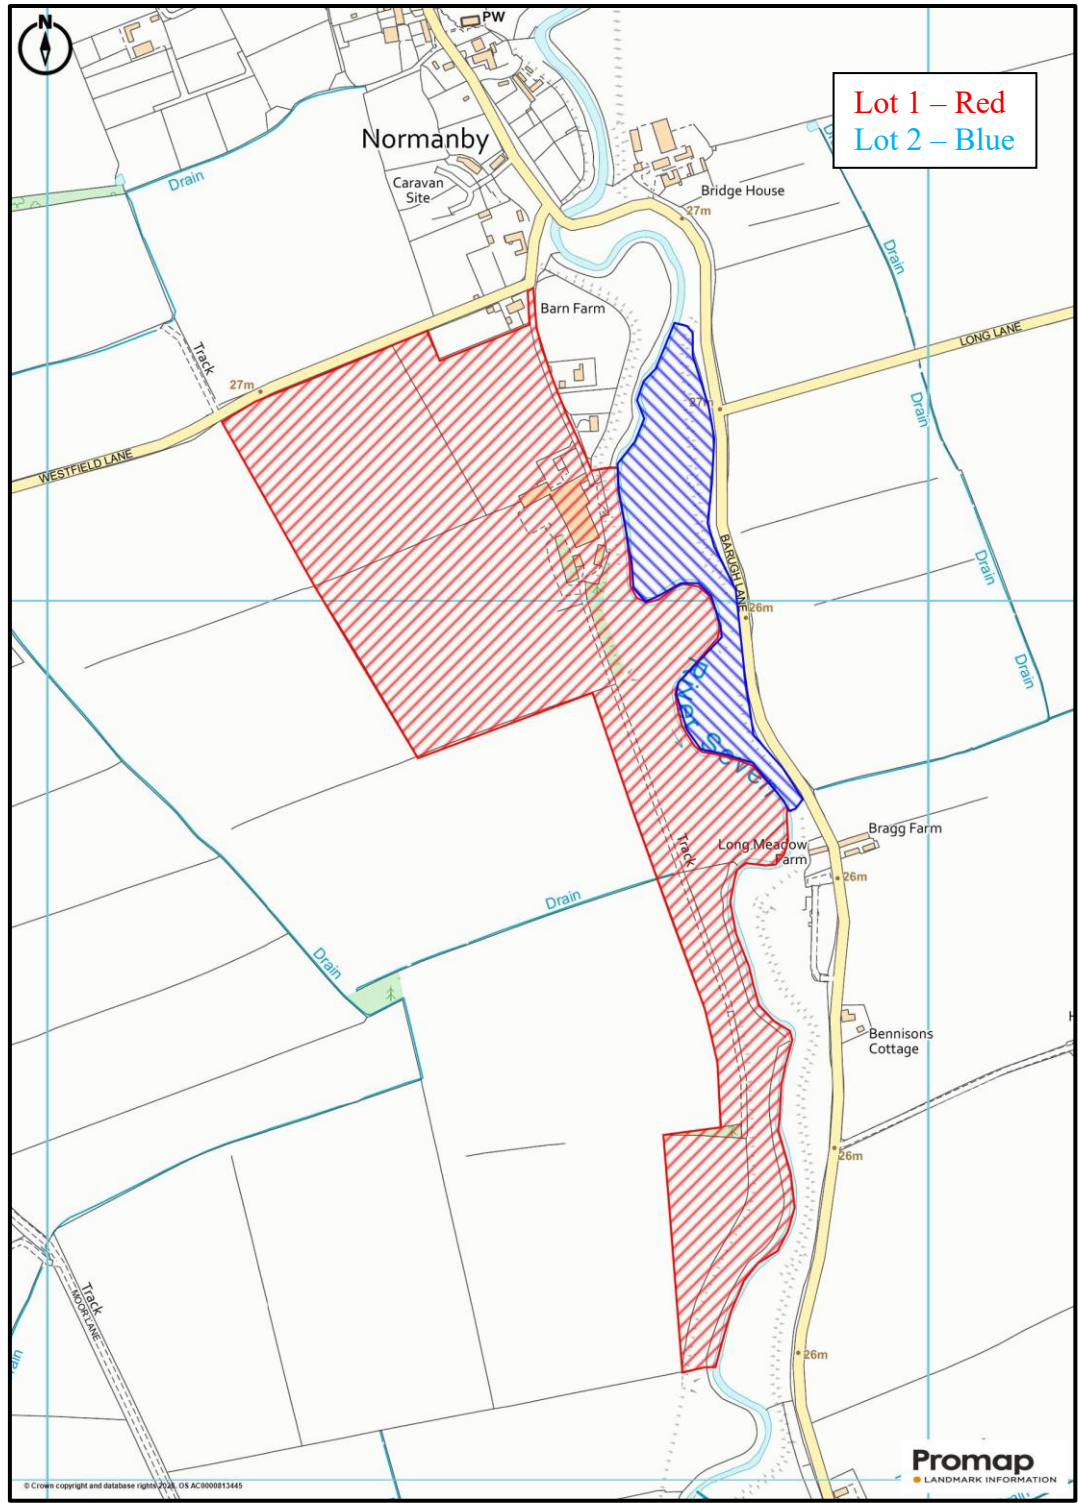 N
PW
Lot 1 – Red
Lot 2 – Blue
Normanby
Drain
Caravan
Site
Bridge House
27m
Drain
Barn Farm
LONG LANE
Track
27m
27m
Drain
WESTFIELD LANE
BARUGH LANE
Drain
26m
Drain
River Seven
Track
Long Meadow
Farm
Bragg Farm
26m
Drain
Drain
Bennisons
Cottage
26m
Track
MOOR LANE
26m
Promap
LANDMARK INFORMATION
© Crown copyright and database rights 2025. OS AC0000813445